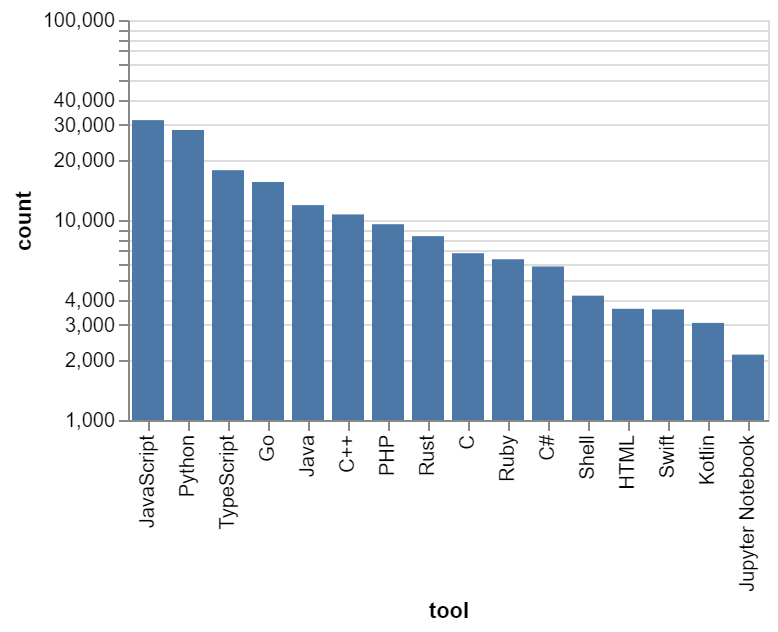 100,000
40,000
30,000
20,000
10,000
4,000
3,000
2,000
1,000
count
JavaScript
Python
TypeScript
Go
Java
C++
PHP
Rust
C
Ruby
C#
Shell
HTML
Swift
Kotlin
Jupyter Notebook
tool